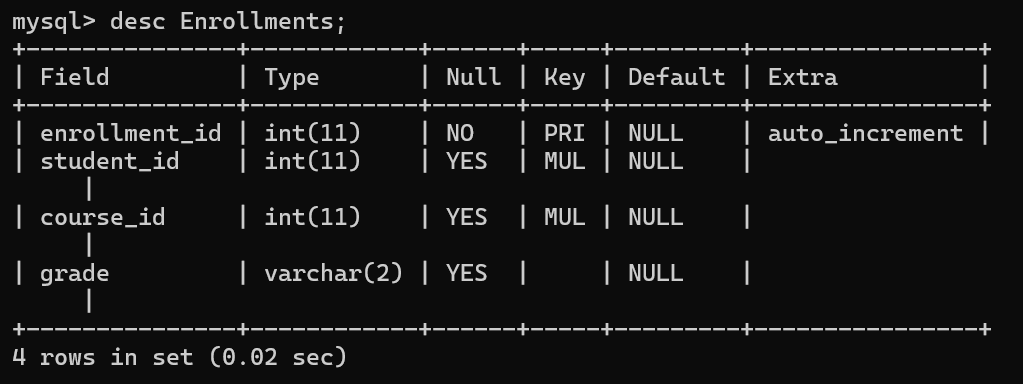 mysql> desc Enrollments;
+---------------+------------+------+-----+---------+----------------+
| Field         | Type       | Null | Key | Default | Extra          |
+---------------+------------+------+-----+---------+----------------+
| enrollment_id | int(11)    | NO   | PRI | NULL    | auto_increment |
| student_id    | int(11)    | YES  | MUL | NULL    |
     |
| course_id     | int(11)    | YES  | MUL | NULL    |
     |
| grade         | varchar(2) | YES  |     | NULL    |
     |
+---------------+------------+------+-----+---------+----------------+
4 rows in set (0.02 sec)